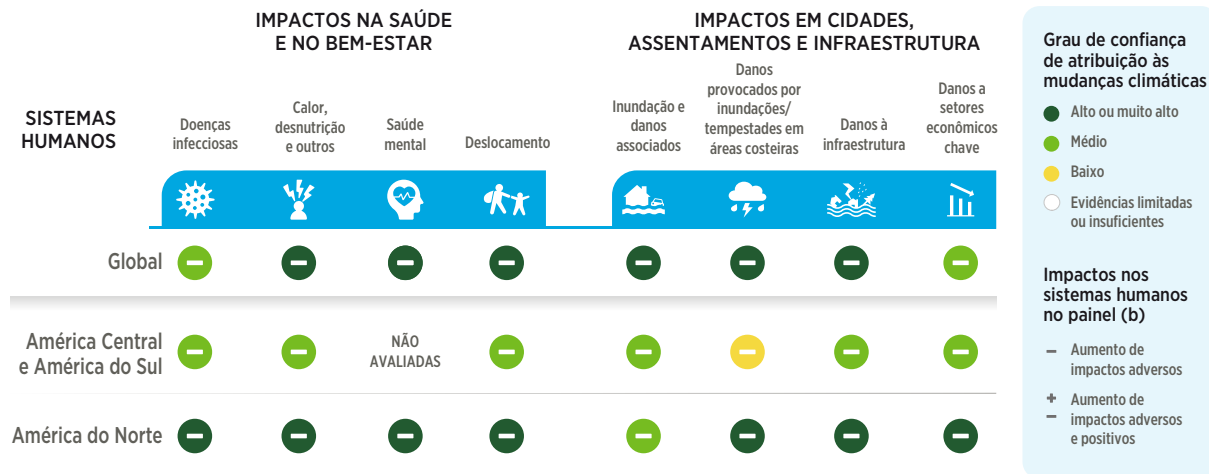 IMPACTOS NA SAÚDE
E NO BEM-ESTAR
IMPACTOS EM CIDADES,
ASSENTAMENTOS E INFRAESTRUTURA
SISTEMAS
HUMANOS
Doenças
infecciosas
Calor,
desnutrição
e outros
Saúde
mental
Deslocamento
Inundação e
danos
associados
Danos
provocados por
inundações/
tempestades em
áreas costeiras
Danos à
infraestrutura
Danos a
setores
econômicos
chave
Global
América Central
e América do Sul
NÃO
AVALIADAS
América do Norte
Grau de confiança
de atribuição às
mudanças climáticas
Alto ou muito alto
Médio
Baixo
Evidências limitadas
ou insuficientes
Impactos nos
sistemas humanos
no painel (b)
− Aumento de
impactos adversos
+ Aumento de
− impactos adversos
e positivos